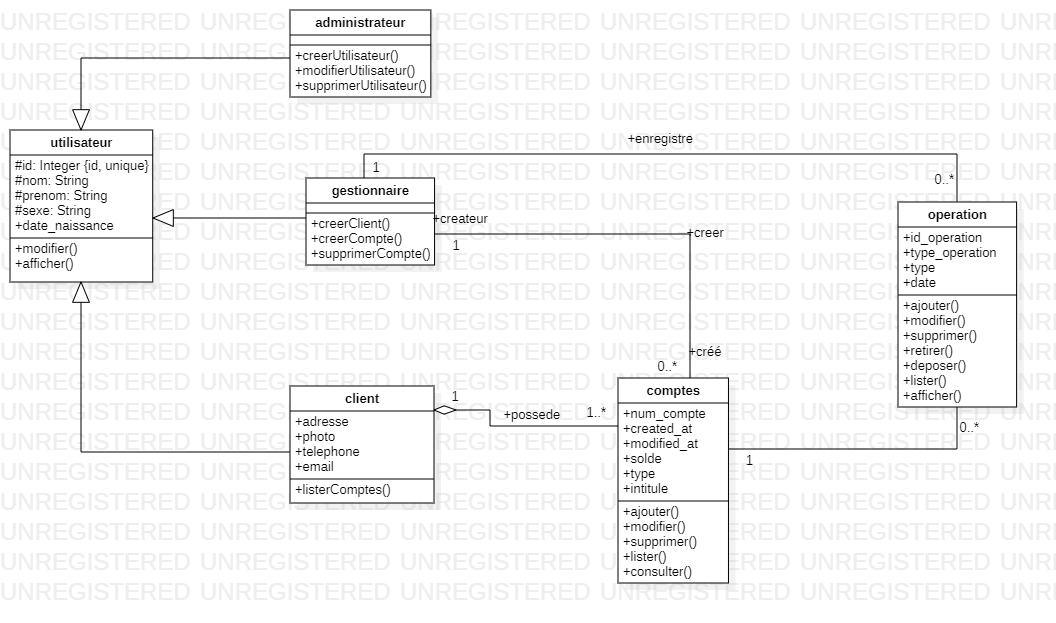 administrateur
+creerUtilisateur()
+modifierUtilisateur()
+supprimerUtilisateur()
utilisateur
#id: Integer {id, unique}
#nom: String
#prenom: String
#sexe: String
+date_naissance
+modifier()
+afficher()
+enregistre
1
0..*
gestionnaire
+creerClient()
+creerCompte()
+supprimerCompte()
+createur
1
+creer
+créé
0..*
operation
+id_operation
+type_operation
+type
+date
+ajouter()
+modifier()
+supprimer()
+retirer()
+deposer()
+lister()
+afficher()
0..*
1
client
+adresse
+photo
+telephone
+email
+listerComptes()
1
+possede
1..*
comptes
+num_compte
+created_at
+modified_at
+solde
+type
+intitule
+ajouter()
+modifier()
+supprimer()
+lister()
+consulter()
UNREGISTERED UNREGISTERED UNREGISTERED UNREGISTERED UNREGISTERED